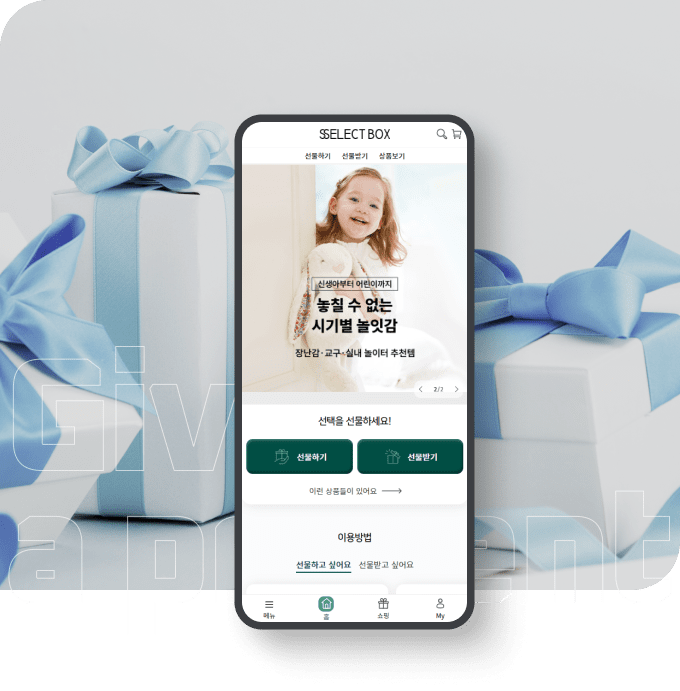 SSELECT BOX
선물하기 선물받기 상품보기
신생아부터 어린이까지
놓칠 수 없는
시기별 놀잇감
장난감·교구·실내 놀이터 추천템
2/2
선택을 선물하세요!
선물하기 선물받기
이런 상품들이 있어요
이용방법
선물하고 싶어요 선물받고 싶어요
메뉴 홈 쇼핑 My
Giv
a p
ent